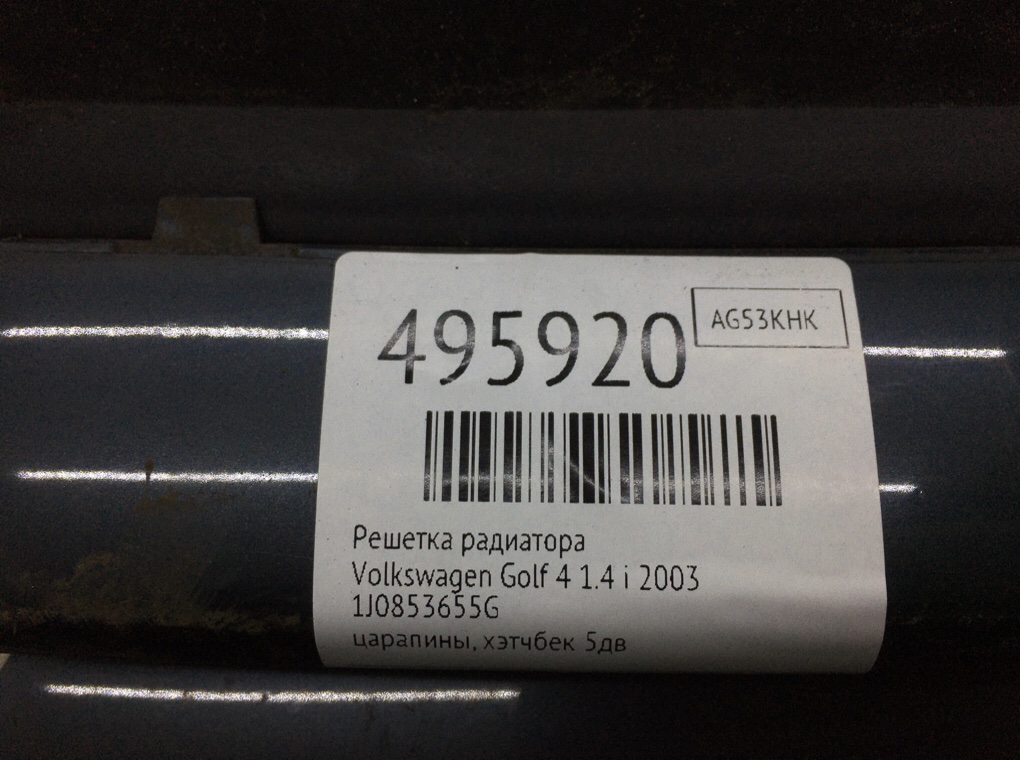 495920
AG53KHK
Решетка радиатора
Volkswagen Golf 4 1.4 i 2003
1J0853655G
царапины, хэтчбек 5дв